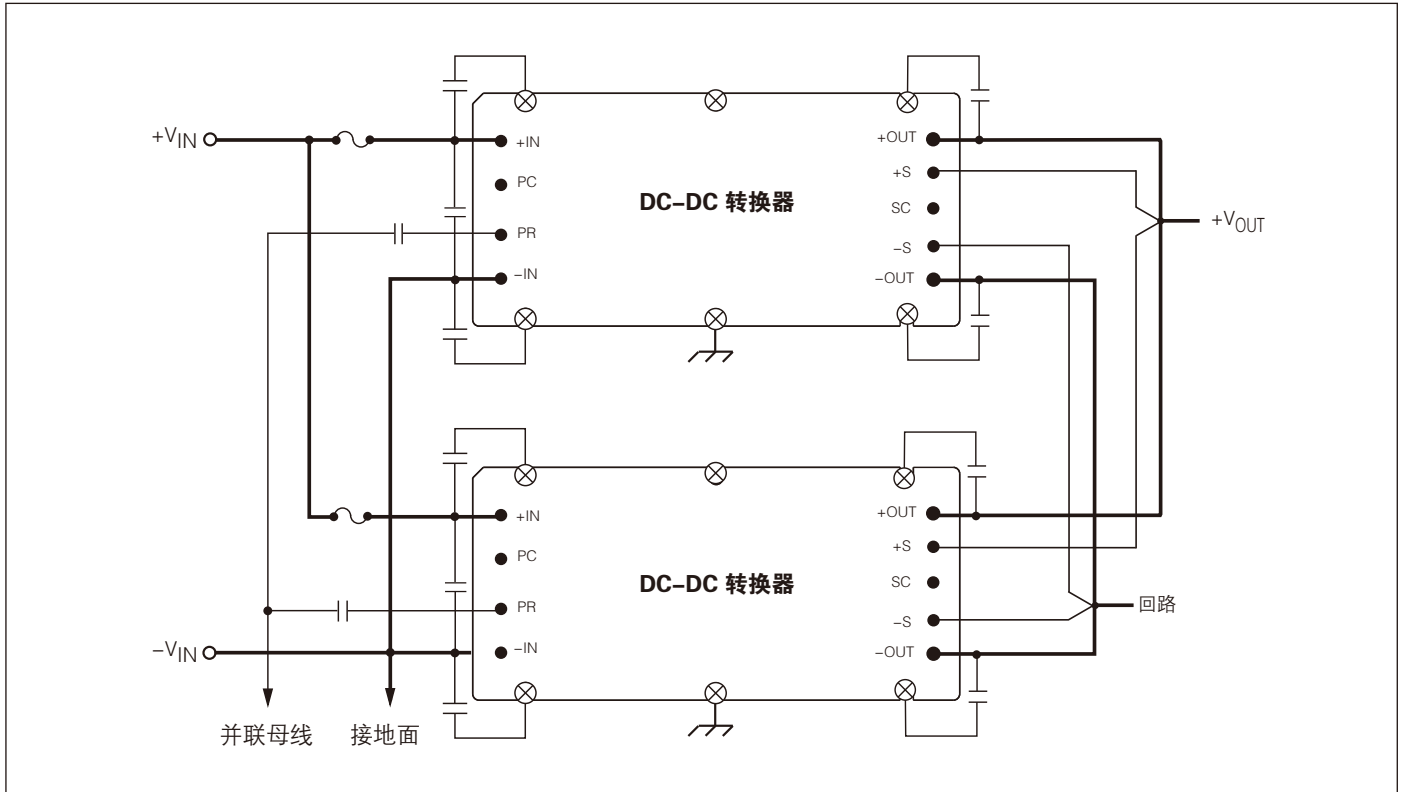 +VIN
+IN
PC
PR
-IN
DC-DC 转换器
+OUT
+S
SC
-S
-OUT
+VOUT
+IN
PC
PR
-IN
DC-DC 转换器
+OUT
+S
SC
-S
-OUT
回路
-VIN
并联母线
接地面